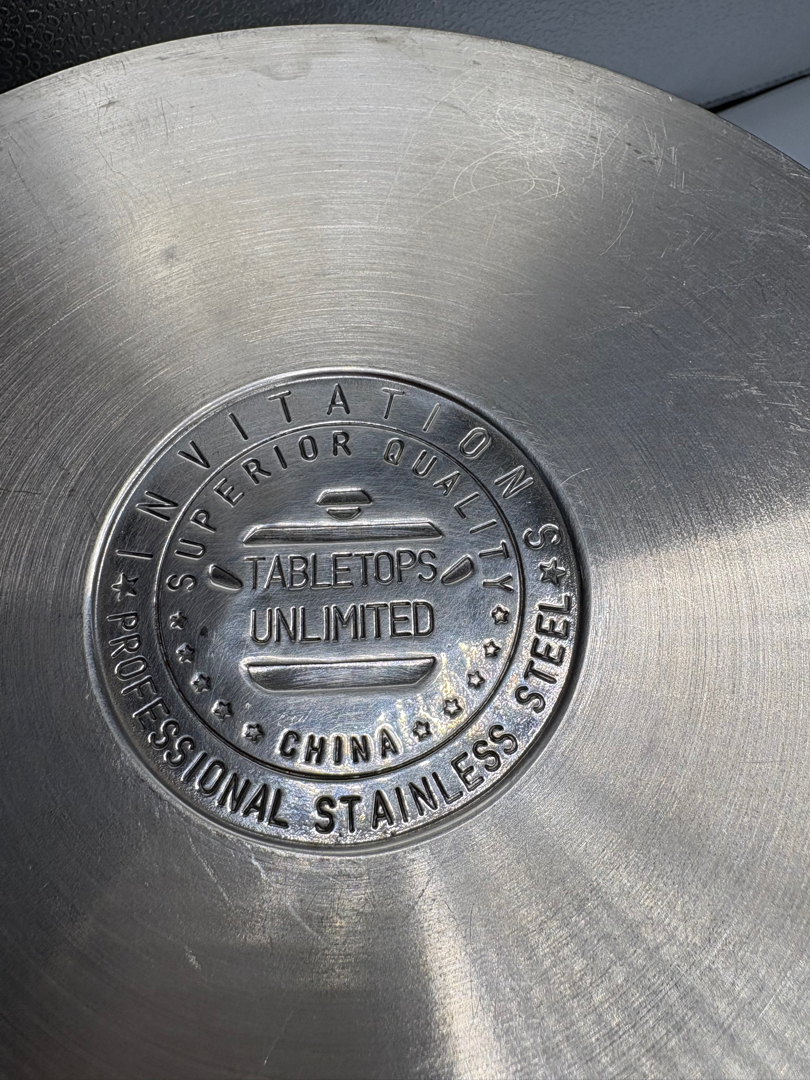 INVITATIONS
SUPERIOR QUALITY
TABLETOPS
UNLIMITED
CHINA
PROFESSIONAL STAINLESS STEEL